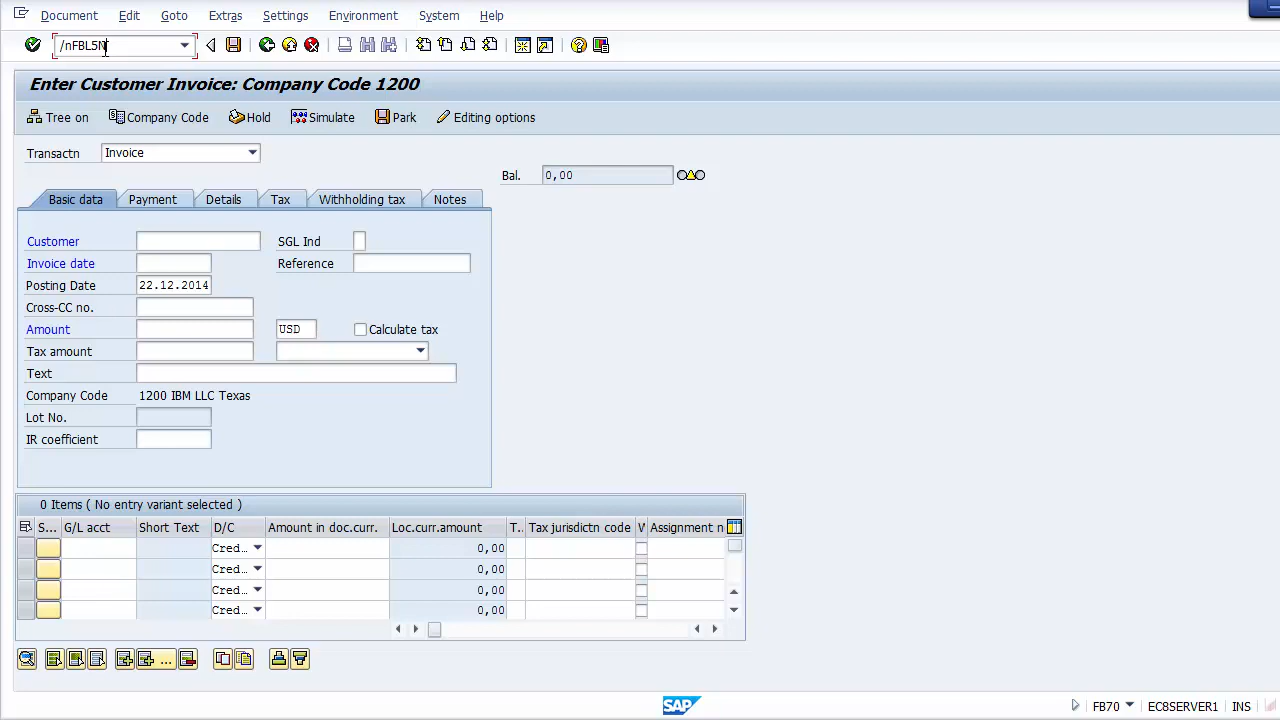 Document Edit Goto Extras Settings Environment System Help
/nFBL5N
Enter Customer Invoice: Company Code 1200
Tree on Company Code Hold Simulate Park Editing options
Transactn Invoice
Bal. 0,00
Basic data Payment Details Tax Withholding tax Notes
Customer SGL Ind
Invoice date Reference
Posting Date 22.12.2014
Cross-CC no.
Amount USD Calculate tax
Tax amount
Text
Company Code 1200 IBM LLC Texas
Lot No.
IR coefficient
0 Items ( No entry variant selected )
S... G/L acct Short Text D/C Amount in doc.curr. Loc.curr.amount T.. Tax jurisdictn code W Assignment n
Cred... 0,00
Cred... 0,00
Cred... 0,00
Cred... 0,00
...
SAP FB70 EC8SERVER1 INS